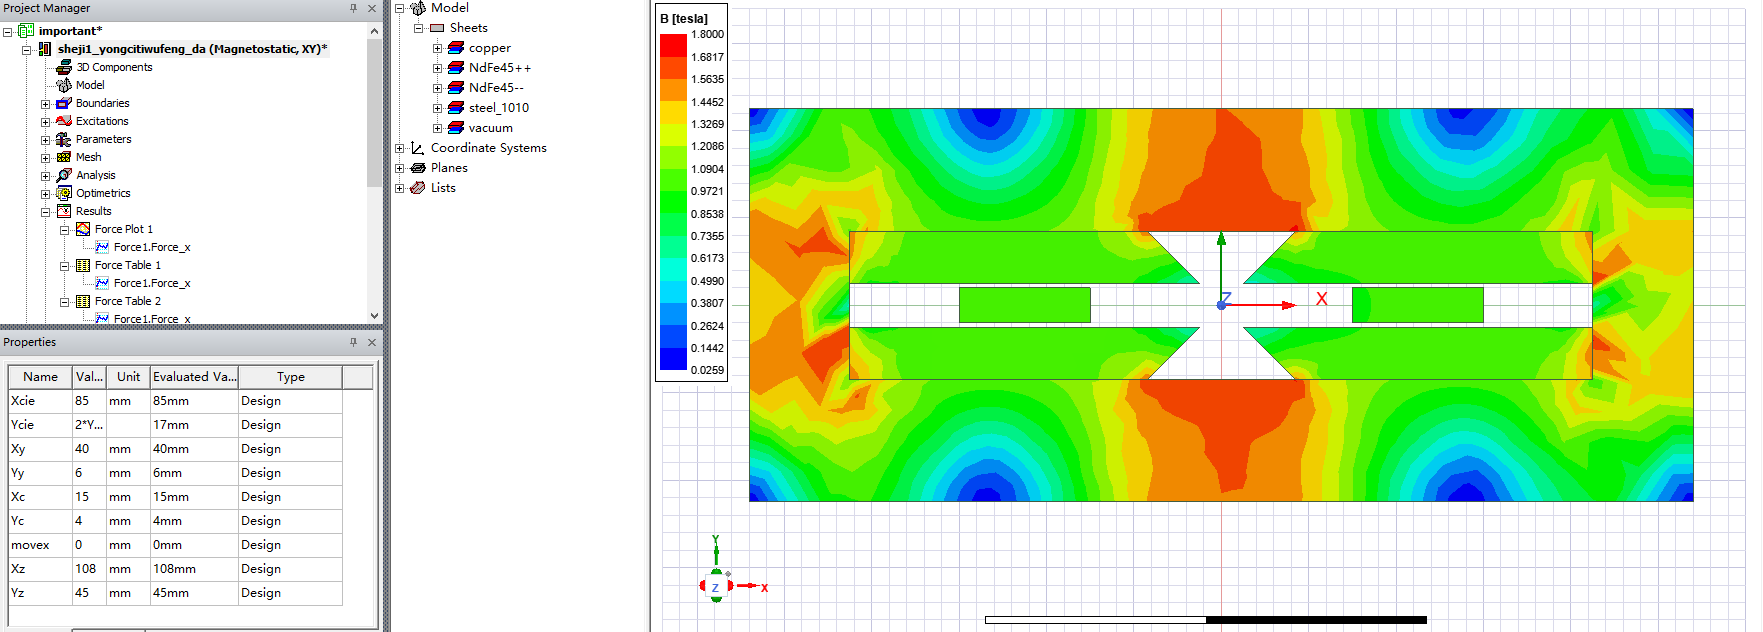 Project Manager
important*
sheji1_yongcitiwufeng_da (Magnetostatic, XY)*
3D Components
Model
Boundaries
Excitations
Parameters
Mesh
Analysis
Optimetrics
Results
Force Plot 1
Force1.Force_x
Force Table 1
Force1.Force_x
Force Table 2
Force1.Force_x
Properties
Name Val... Unit Evaluated Va... Type
Xcie 85 mm 85mm Design
Ycie 2*Y... 17mm Design
Xy 40 mm 40mm Design
Yy 6 mm 6mm Design
Xc 15 mm 15mm Design
Yc 4 mm 4mm Design
movex 0 mm 0mm Design
Xz 108 mm 108mm Design
Yz 45 mm 45mm Design
Model
Sheets
copper
NdFe45++
NdFe45--
steel_1010
vacuum
Coordinate Systems
Planes
Lists
B [tesla]
1.8000
1.6817
1.5635
1.4452
1.3269
1.2086
1.0904
0.9721
0.8538
0.7355
0.6173
0.4990
0.3807
0.2624
0.1442
0.0259
Z
X
Y
Z
X